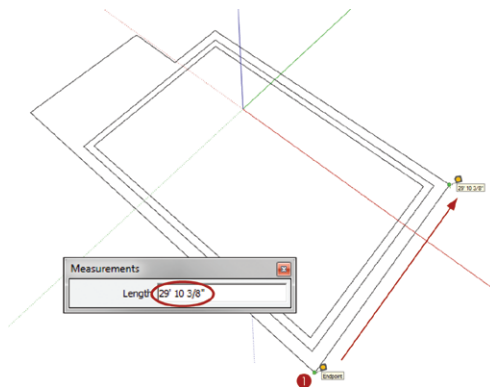 29' 10 3/8"
Measurements
Length 29' 10 3/8"
1 Endpoint